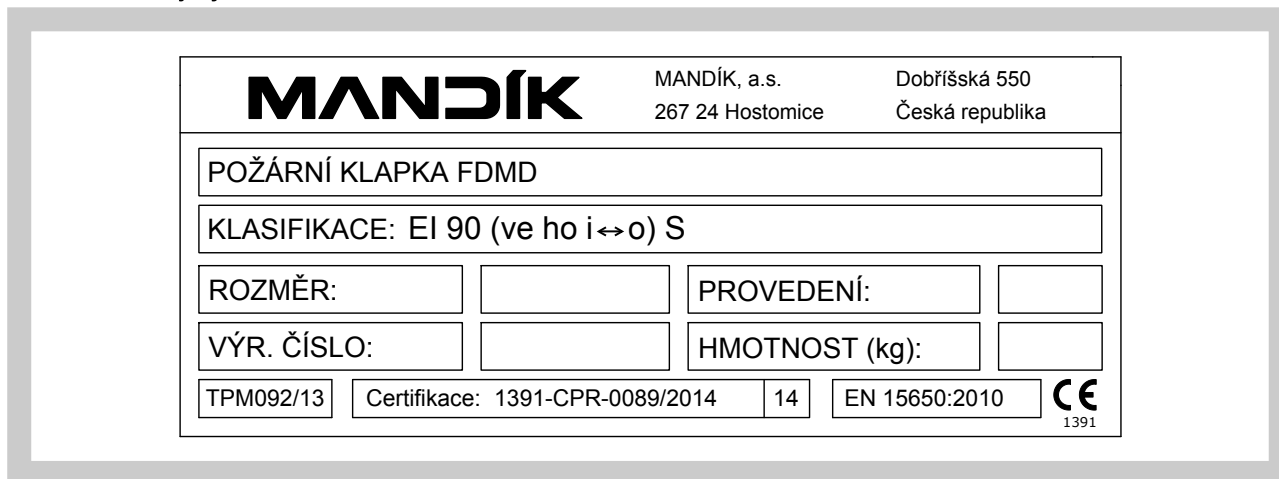 MANDÍK
MANDÍK, a.s. Dobříšská 550
267 24 Hostomice Česká republika
POŽÁRNÍ KLAPKA FDMD
KLASIFIKACE: EI 90 (ve ho i↔o) S
ROZMĚR: PROVEDENÍ:
VÝR. ČÍSLO: HMOTNOST (kg):
TPM092/13 Certifikace: 1391-CPR-0089/2014 14 EN 15650:2010 CE
1391